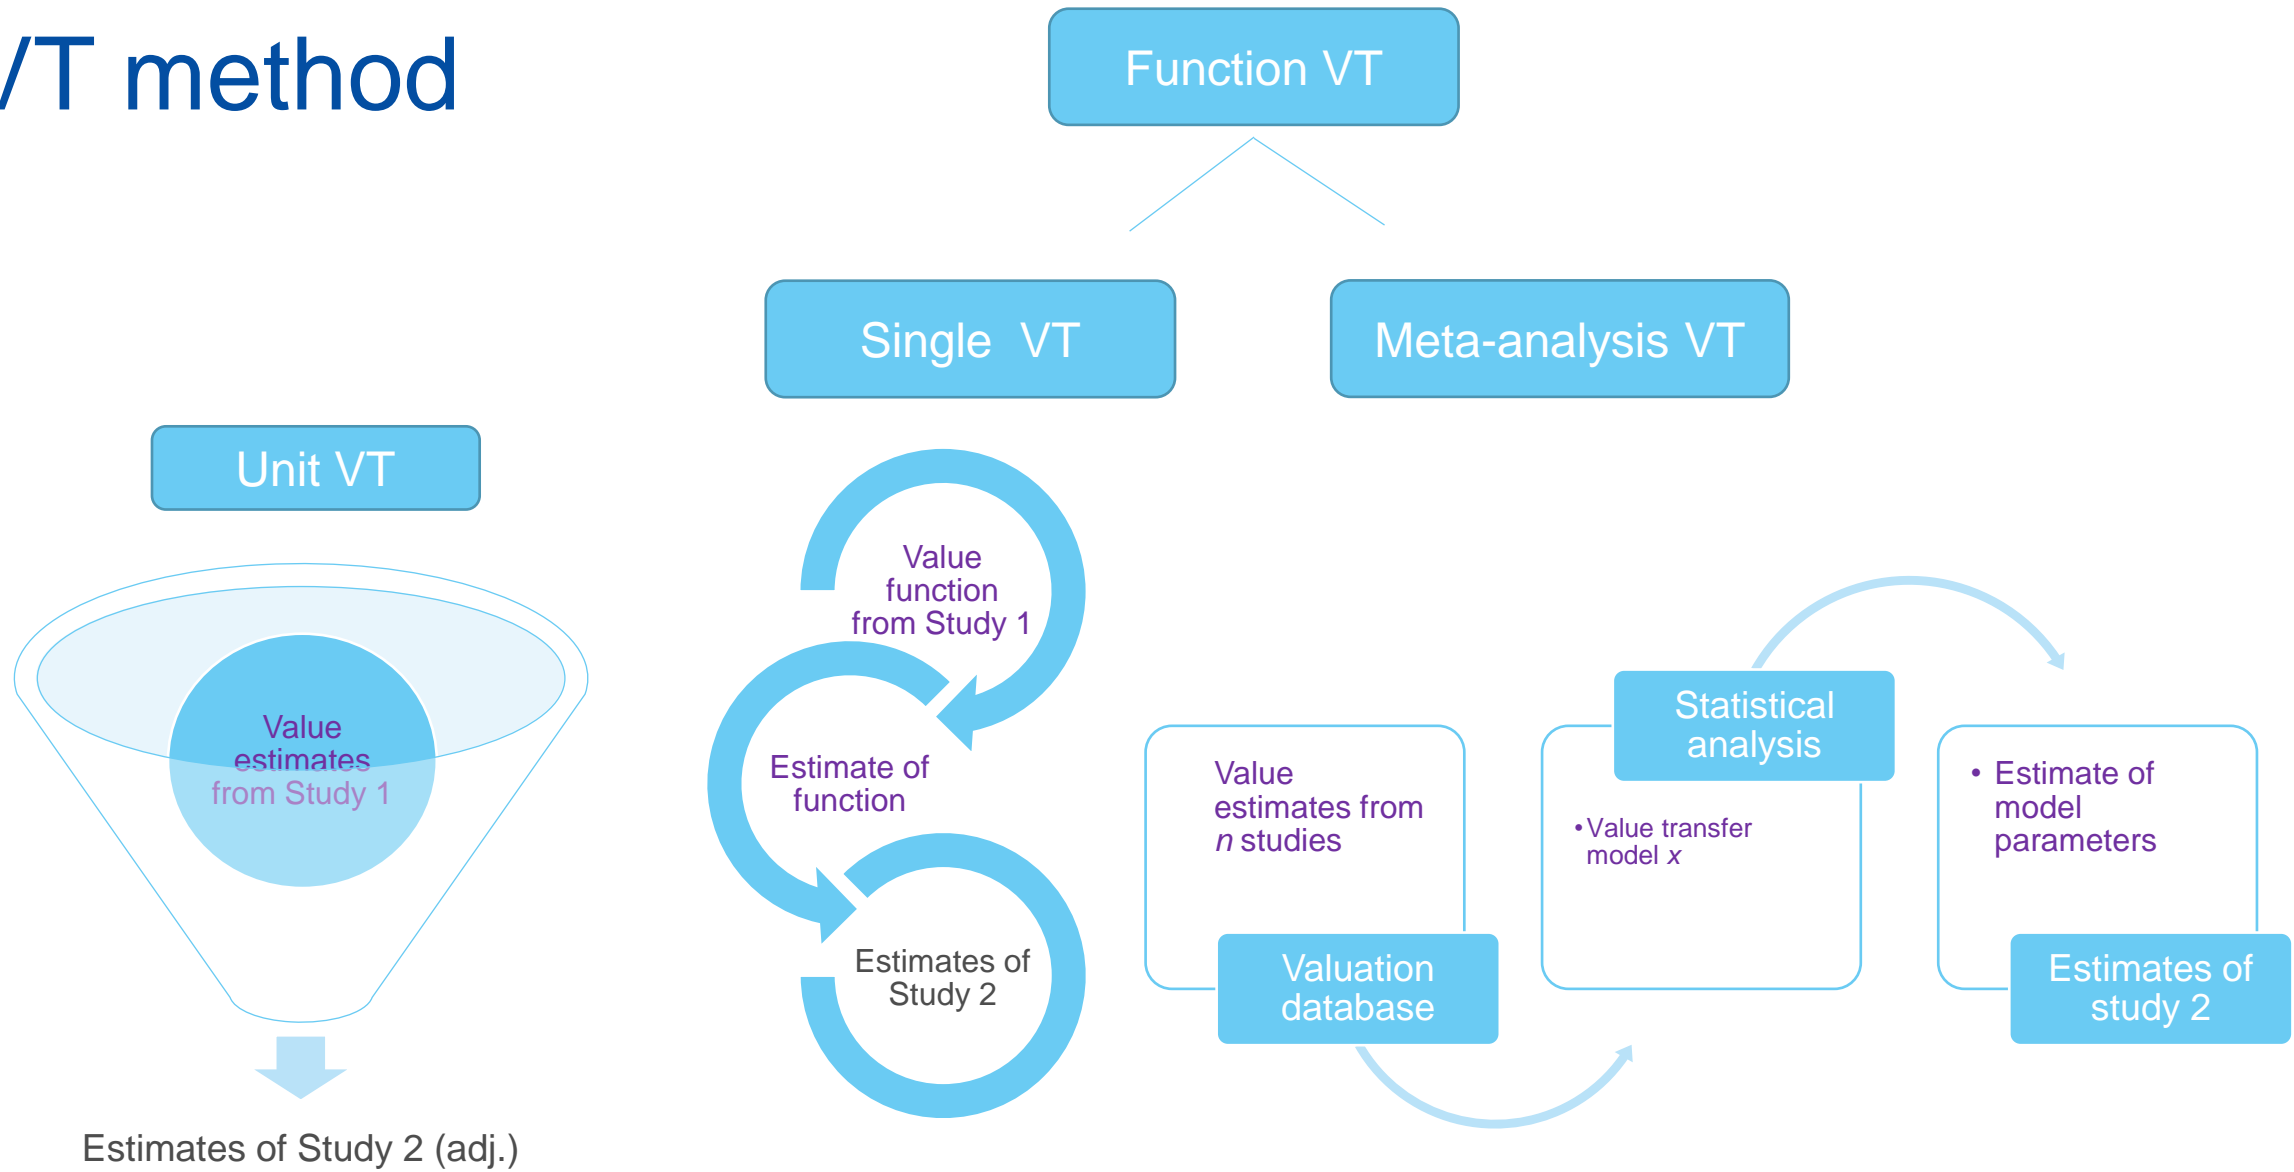 VT method
Function VT
Single VT
Meta-analysis VT
Unit VT
Value
estimates
from Study 1
Estimates of Study 2 (adj.)
Value
function
from Study 1
Estimate of
function
Estimates of
Study 2
Value
estimates from
n studies
Valuation
database
Statistical
analysis
•Value transfer
model x
• Estimate of
model
parameters
Estimates of
study 2